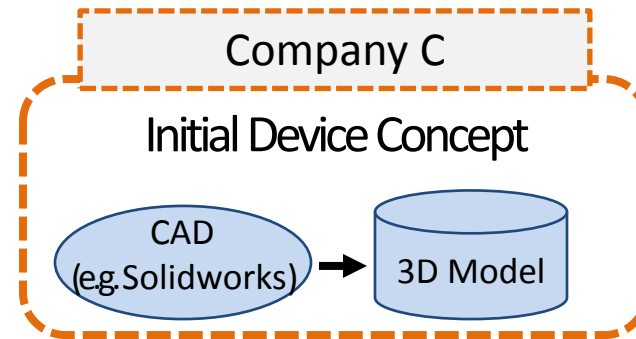 Company C
Initial Device Concept
CAD
(e.g. Solidworks)
3D Model